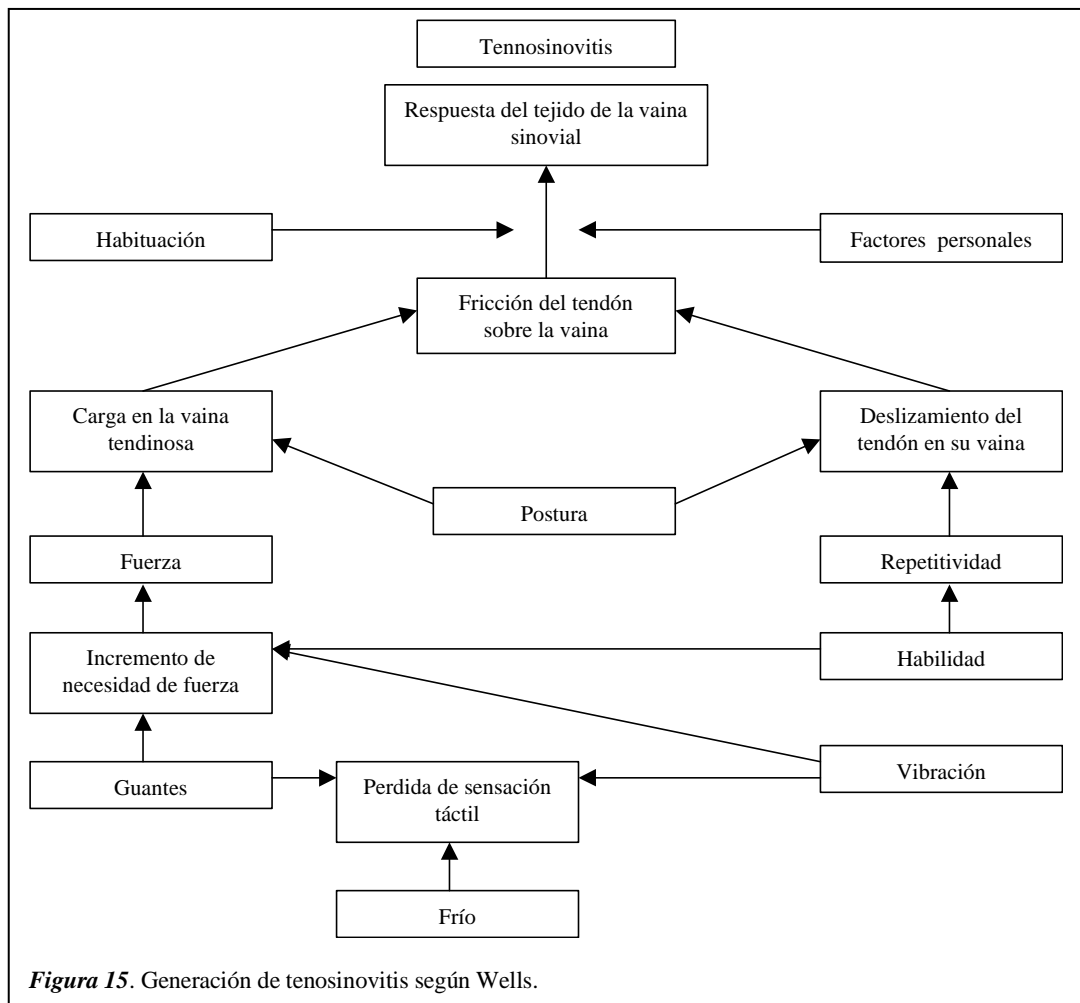 Tennosinovitis
Respuesta del tejido de la vaina
sinovial
Habituación
Factores personales
Fricción del tendón
sobre la vaina
Carga en la vaina
tendinosa
Deslizamiento del
tendón en su vaina
Postura
Fuerza
Repetitividad
Incremento de
necesidad de fuerza
Habilidad
Guantes
Perdida de sensación
táctil
Vibración
Frío
Figura 15. Generación de tenosinovitis según Wells.